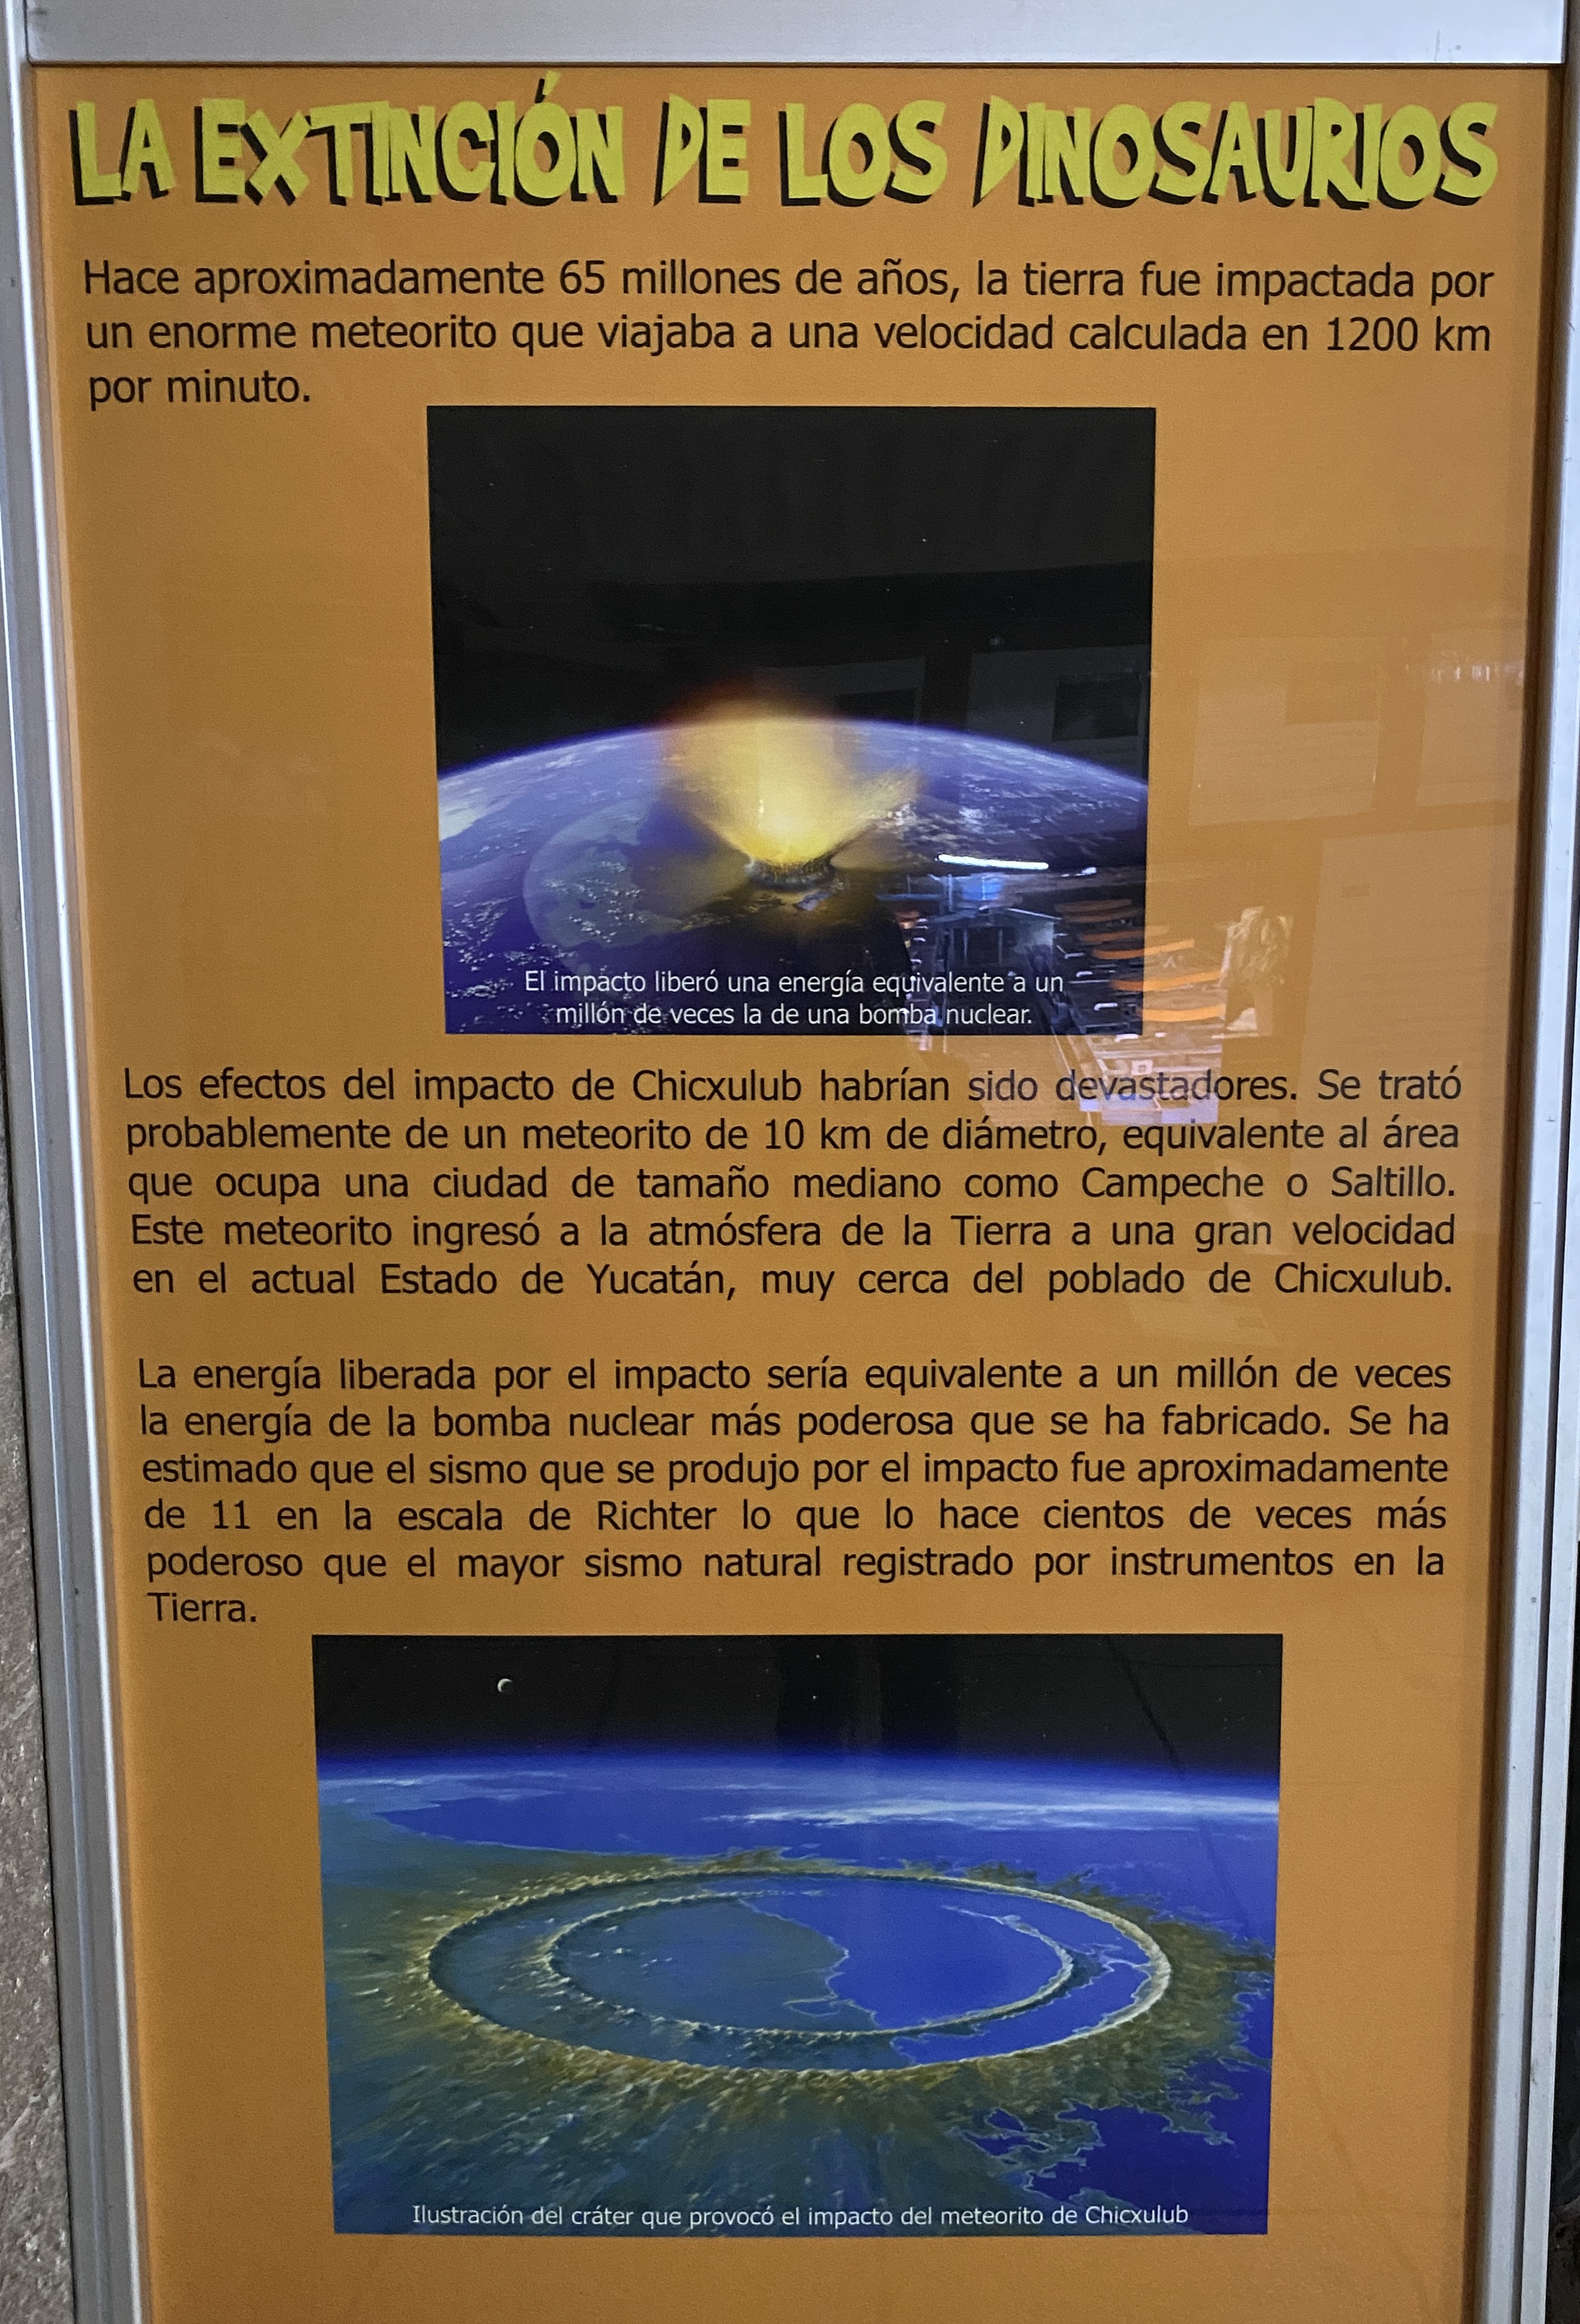 LA EXTINCIÓN DE LOS DINOSAURIOS
Hace aproximadamente 65 millones de años, la tierra fue impactada por
un enorme meteorito que viajaba a una velocidad calculada en 1200 km
por minuto.
El impacto liberó una energía equivalente a un
millón de veces la de una bomba nuclear.
Los efectos del impacto de Chicxulub habrían sido devastadores. Se trató
probablemente de un meteorito de 10 km de diámetro, equivalente al área
que ocupa una ciudad de tamaño mediano como Campeche o Saltillo.
Este meteorito ingresó a la atmósfera de la Tierra a una gran velocidad
en el actual Estado de Yucatán, muy cerca del poblado de Chicxulub.
La energía liberada por el impacto sería equivalente a un millón de veces
la energía de la bomba nuclear más poderosa que se ha fabricado. Se ha
estimado que el sismo que se produjo por el impacto fue aproximadamente
de 11 en la escala de Richter lo que lo hace cientos de veces más
poderoso que el mayor sismo natural registrado por instrumentos en la
Tierra.
Ilustración del cráter que provocó el impacto del meteorito de Chicxulub